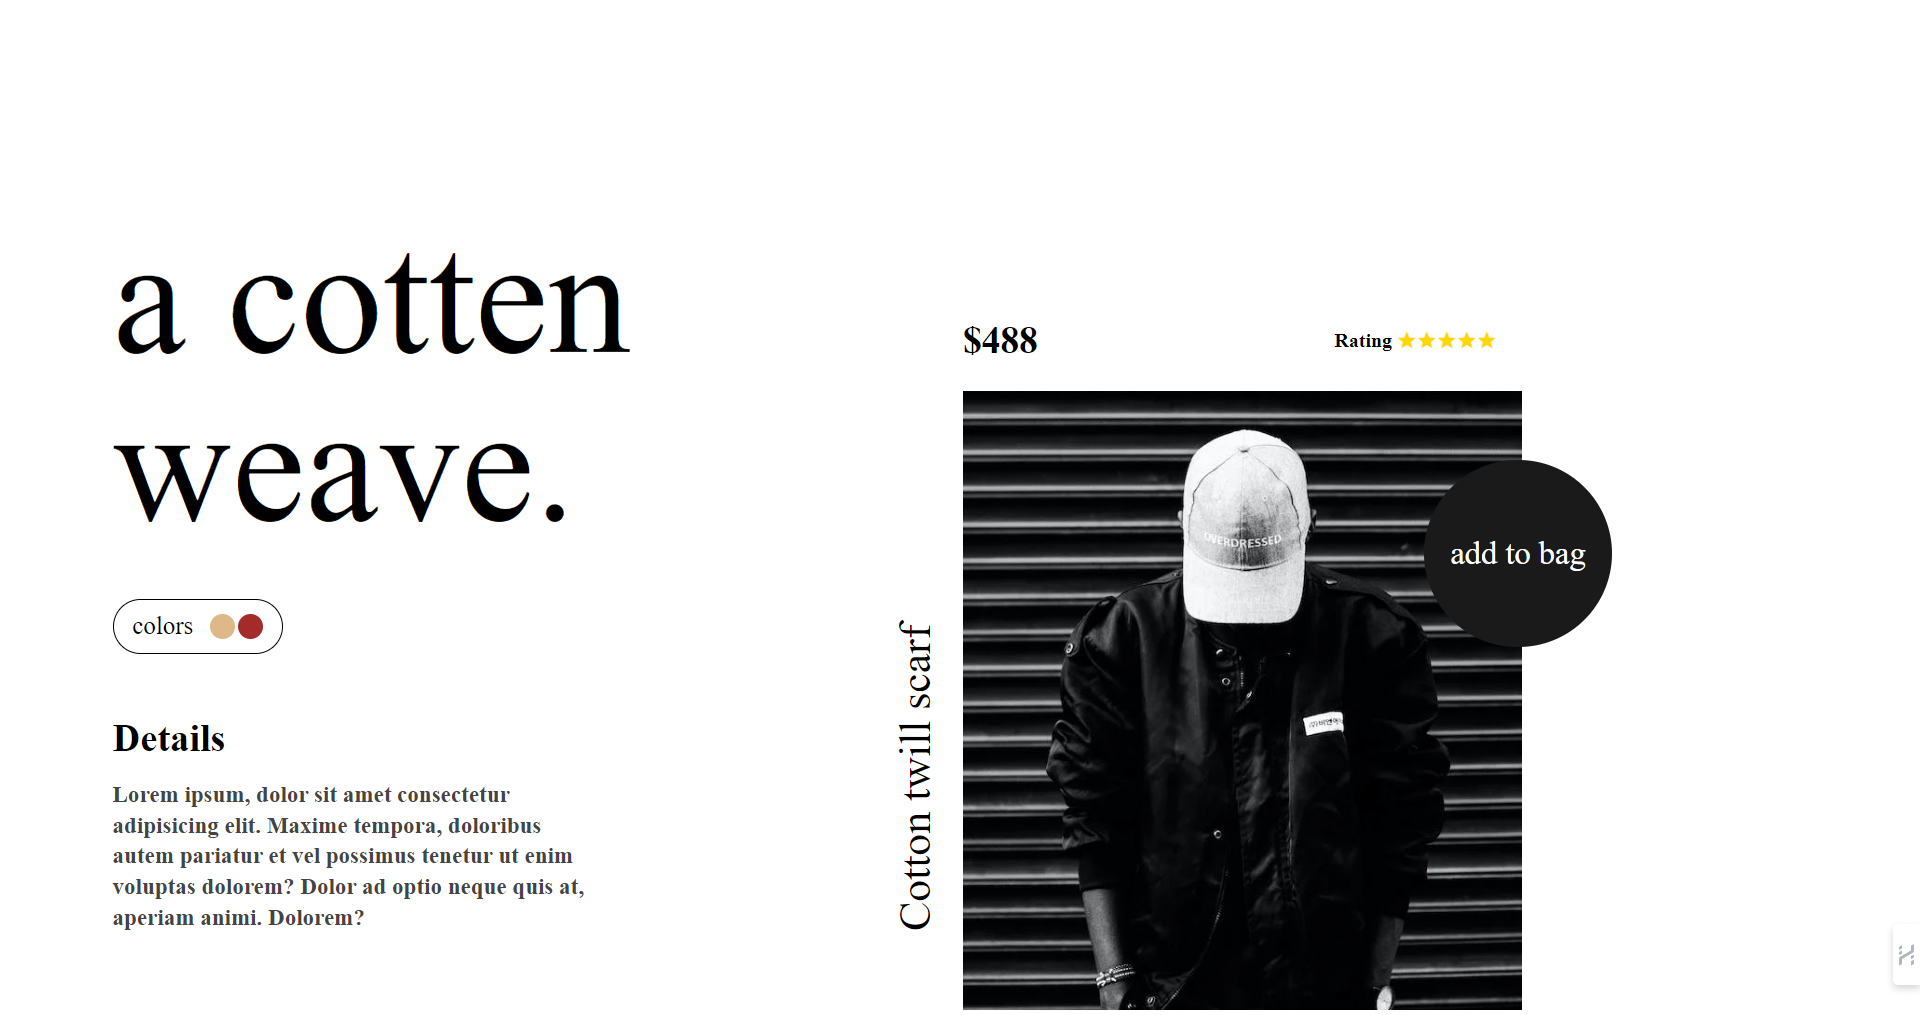 a cotten
weave.
colors
Details
Lorem ipsum, dolor sit amet consectetur
adipisicing elit. Maxime tempora, doloribus
autem pariatur et vel possimus tenetur ut enim
voluptas dolorem? Dolor ad optio neque quis at,
aperiam animi. Dolorem?
$488
Rating ★★★★★
Cotton twill scarf
OVERDRESSED
add to bag